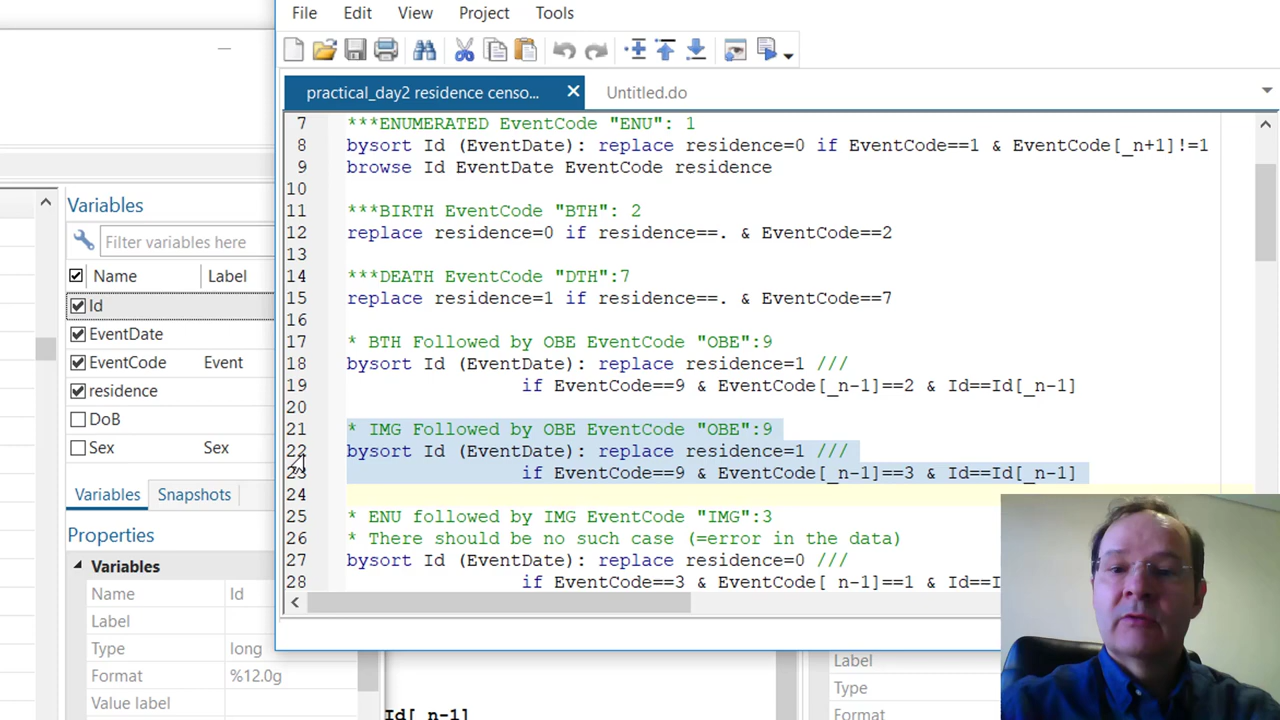 File Edit View Project Tools
practical_day2 residence censo... Untitled.do
7 ***ENUMERATED EventCode "ENU": 1
8 bysort Id (EventDate): replace residence=0 if EventCode==1 & EventCode[_n+1]!=1
9 browse Id EventDate EventCode residence
10
11 ***BIRTH EventCode "BTH": 2
12 replace residence=0 if residence==. & EventCode==2
13
14 ***DEATH EventCode "DTH":7
15 replace residence=1 if residence==. & EventCode==7
16
17 * BTH Followed by OBE EventCode "OBE":9
18 bysort Id (EventDate): replace residence=1 ///
19 if EventCode==9 & EventCode[_n-1]==2 & Id==Id[_n-1]
20
21 * IMG Followed by OBE EventCode "OBE":9
22 bysort Id (EventDate): replace residence=1 ///
23 if EventCode==9 & EventCode[_n-1]==3 & Id==Id[_n-1]
24
25 * ENU followed by IMG EventCode "IMG":3
26 * There should be no such case (=error in the data)
27 bysort Id (EventDate): replace residence=0 ///
28 if EventCode==3 & EventCode[_n-1]==1 & Id==I
Variables
Filter variables here
Name Label
Id
EventDate
EventCode Event
residence
DoB
Sex Sex
Variables Snapshots
Properties
Variables
Name Id
Label
Type long
Format %12.0g
Value label
Id[_n-1]
Label
Type
Format